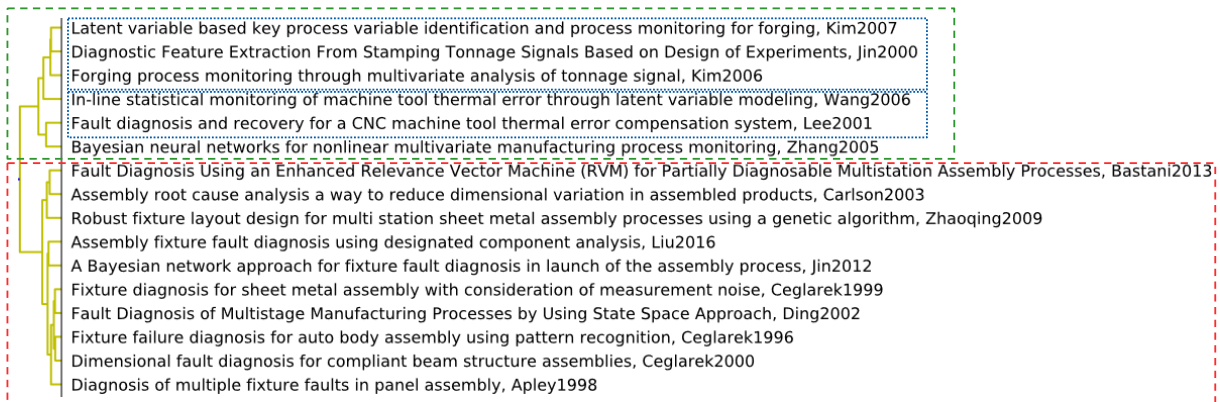 Latent variable based key process variable identification and process monitoring for forging, Kim2007
Diagnostic Feature Extraction From Stamping Tonnage Signals Based on Design of Experiments, Jin2000
Forging process monitoring through multivariate analysis of tonnage signal, Kim2006
In-line statistical monitoring of machine tool thermal error through latent variable modeling, Wang2006
Fault diagnosis and recovery for a CNC machine tool thermal error compensation system, Lee2001
Bayesian neural networks for nonlinear multivariate manufacturing process monitoring, Zhang2005
Fault Diagnosis Using an Enhanced Relevance Vector Machine (RVM) for Partially Diagnosable Multistation Assembly Processes, Bastani2013
Assembly root cause analysis a way to reduce dimensional variation in assembled products, Carlson2003
Robust fixture layout design for multi station sheet metal assembly processes using a genetic algorithm, Zhaoqing2009
Assembly fixture fault diagnosis using designated component analysis, Liu2016
A Bayesian network approach for fixture fault diagnosis in launch of the assembly process, Jin2012
Fixture diagnosis for sheet metal assembly with consideration of measurement noise, Ceglarek1999
Fault Diagnosis of Multistage Manufacturing Processes by Using State Space Approach, Ding2002
Fixture failure diagnosis for auto body assembly using pattern recognition, Ceglarek1996
Dimensional fault diagnosis for compliant beam structure assemblies, Ceglarek2000
Diagnosis of multiple fixture faults in panel assembly, Apley1998